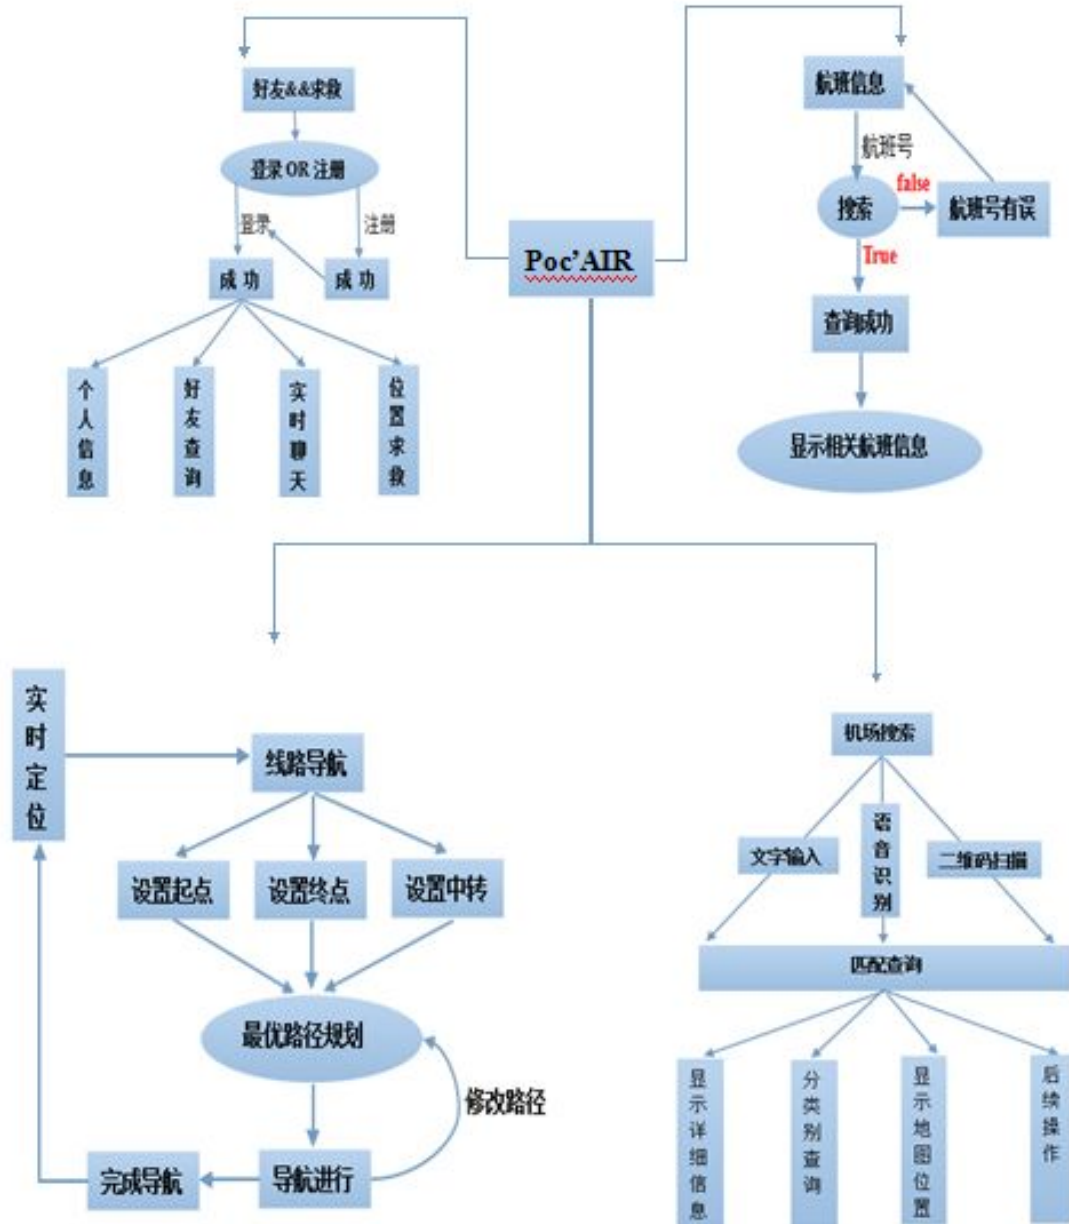 好友&&求救
登录 OR 注册
登录
注册
成 功
成 功
个人信息
好友查询
实时聊天
位置求救
Poc’AIR
航班信息
航班号
搜索
false
航班号有误
True
查询成功
显示相关航班信息
实时定位
线路导航
设置起点
设置终点
设置中转
最优路径规划
修改路径
导航进行
完成导航
机场搜索
文字输入
语音识别
二维码扫描
匹配查询
显示详细信息
分类别查询
显示地图位置
后续操作